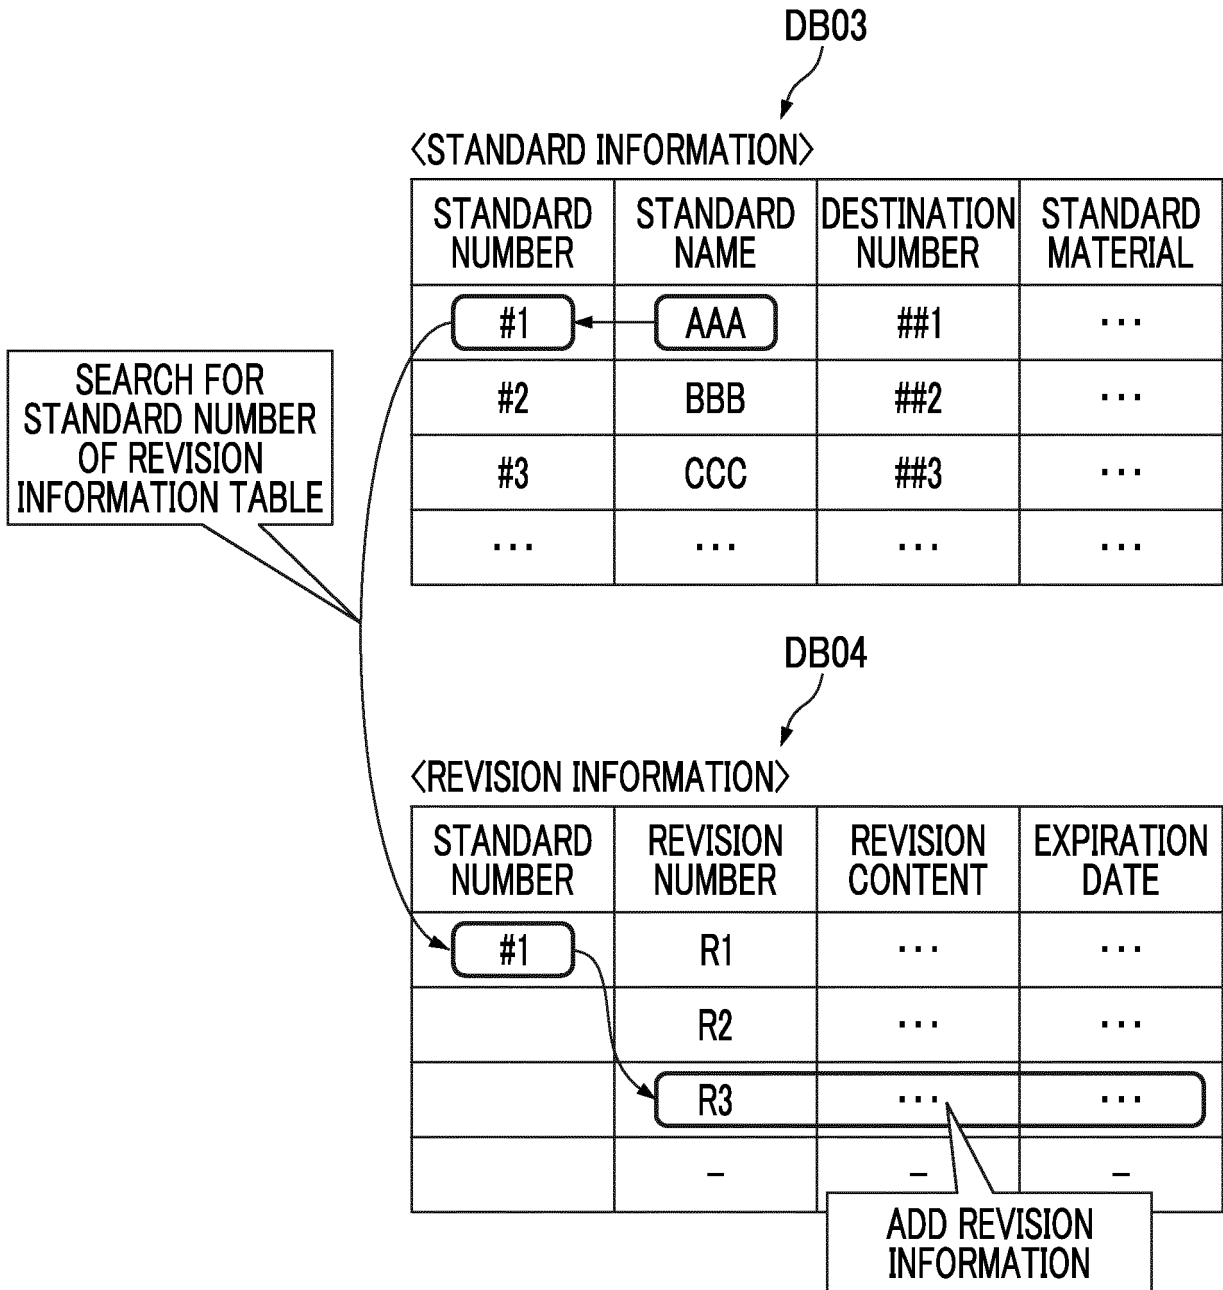 DB03
<STANDARD INFORMATION>
STANDARD NUMBER STANDARD NAME DESTINATION NUMBER STANDARD MATERIAL
#1 AAA ##1 ...
#2 BBB ##2 ...
#3 CCC ##3 ...
... ... ... ...
SEARCH FOR
STANDARD NUMBER
OF REVISION
INFORMATION TABLE
DB04
<REVISION INFORMATION>
STANDARD NUMBER REVISION NUMBER REVISION CONTENT EXPIRATION DATE
#1 R1 ... ...
R2 ... ...
R3 ... ...
– – –
ADD REVISION
INFORMATION